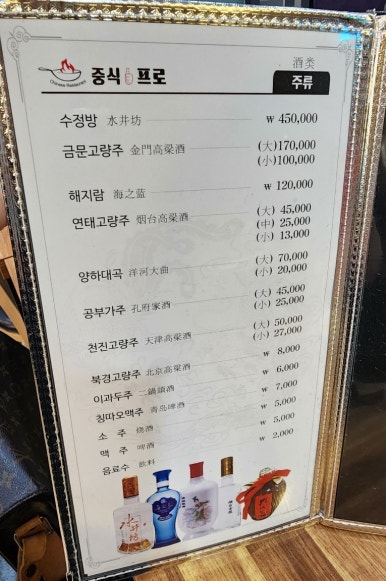 Chinese Restaurant
중식 프로
酒类
주류
수정방 水井坊 ₩ 450,000
금문고량주 金門高粱酒 (大)170,000
(小)100,000
해지람 海之蓝 ₩ 120,000
연태고량주 烟台高粱酒 (大) 45,000
(中) 25,000
(小) 13,000
양하대곡 洋河大曲 (大) 70,000
(小) 20,000
공부가주 孔府家酒 (大) 45,000
(小) 25,000
천진고량주 天津高粱酒 (大) 50,000
(小) 27,000
북경고량주 北京高粱酒 ₩ 8,000
이과두주 二鍋頭酒 ₩ 6,000
칭따오맥주 青岛啤酒 ₩ 7,000
소 주 烧酒 ₩ 5,000
맥 주 啤酒 ₩ 5,000
음료수 飲料 ₩ 2,000
水井坊